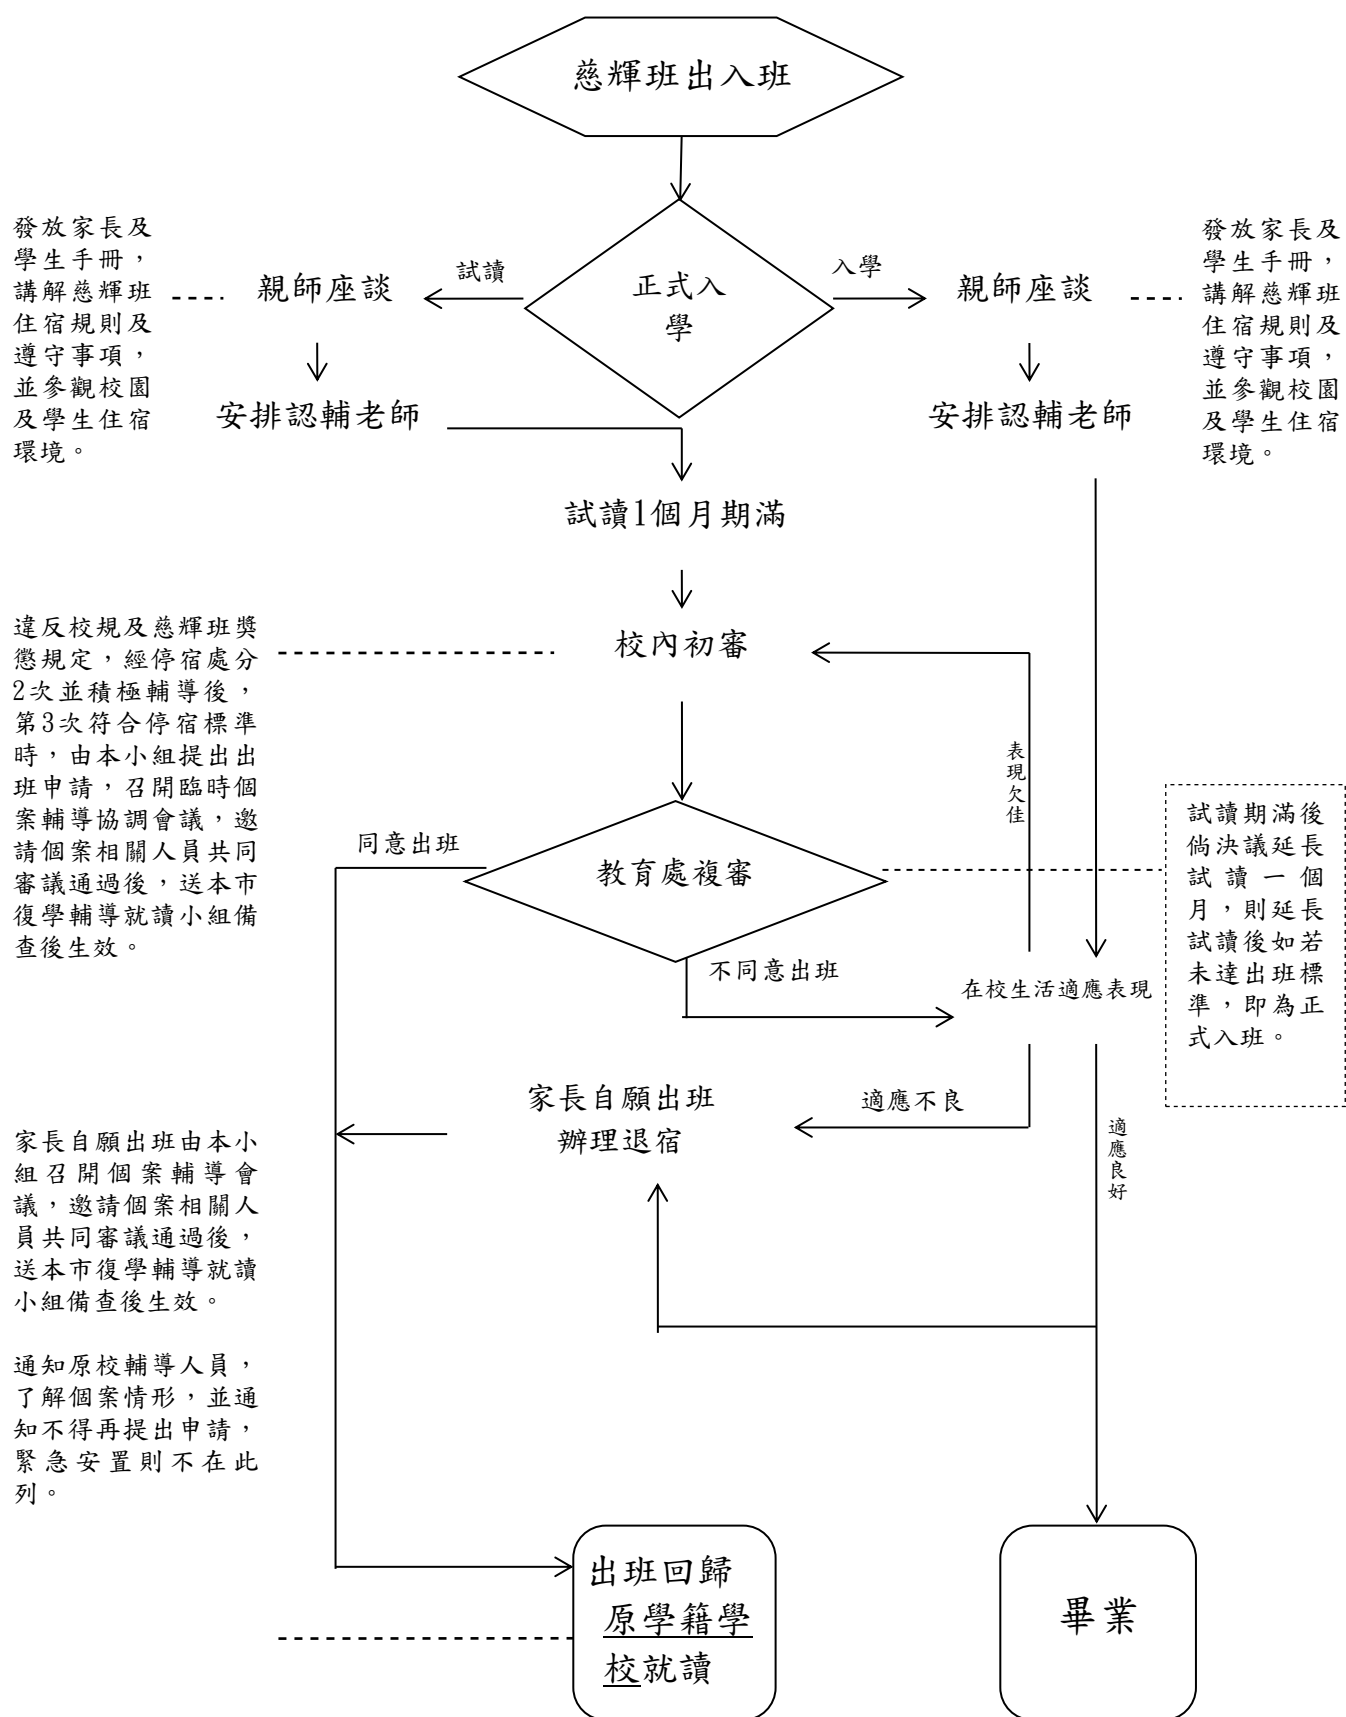 慈輝班出入班
發放家長及
學生手冊，
講解慈輝班
住宿規則及
遵守事項，
並參觀校園
及學生住宿
環境。
親師座談
試讀
正式入
學
入學
親師座談
發放家長及
學生手冊，
講解慈輝班
住宿規則及
遵守事項，
並參觀校園
及學生住宿
環境。
安排認輔老師
安排認輔老師
試讀1個月期滿
違反校規及慈輝班獎
懲規定，經停宿處分
2次並積極輔導後，
第3次符合停宿標準
時，由本小組提出出
班申請，召開臨時個
案輔導協調會議，邀
請個案相關人員共同
審議通過後，送本市
復學輔導就讀小組備
查後生效。
校內初審
表現欠佳
同意出班
教育處複審
試讀期滿後
倘決議延長
試讀一個
月，則延長
試讀後如若
未達出班標
準，即為正
式入班。
不同意出班
在校生活適應表現
家長自願出班
辦理退宿
適應不良
適應良好
家長自願出班由本小
組召開個案輔導會
議，邀請個案相關人
員共同審議通過後，
送本市復學輔導就讀
小組備查後生效。
通知原校輔導人員，
了解個案情形，並通
知不得再提出申請，
緊急安置則不在此
列。
出班回歸
原學籍學
校就讀
畢業